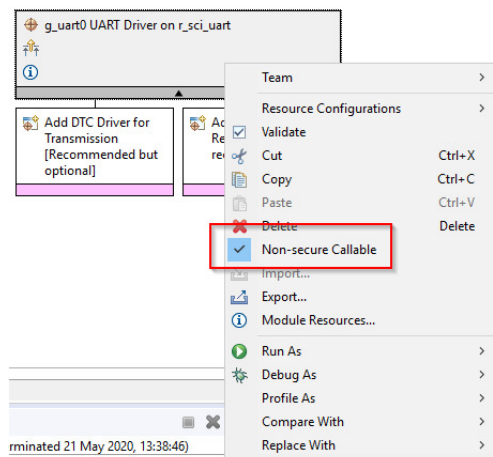 g_uart0 UART Driver on r_sci_uart
Add DTC Driver for
Transmission
[Recommended but
optional]
Team
Resource Configurations
Validate
Cut Ctrl+X
Copy Ctrl+C
Paste Ctrl+V
Delete Delete
Non-secure Callable
Import...
Export...
Module Resources...
Run As
Debug As
Profile As
Compare With
Replace With
rminated 21 May 2020, 13:38:46)